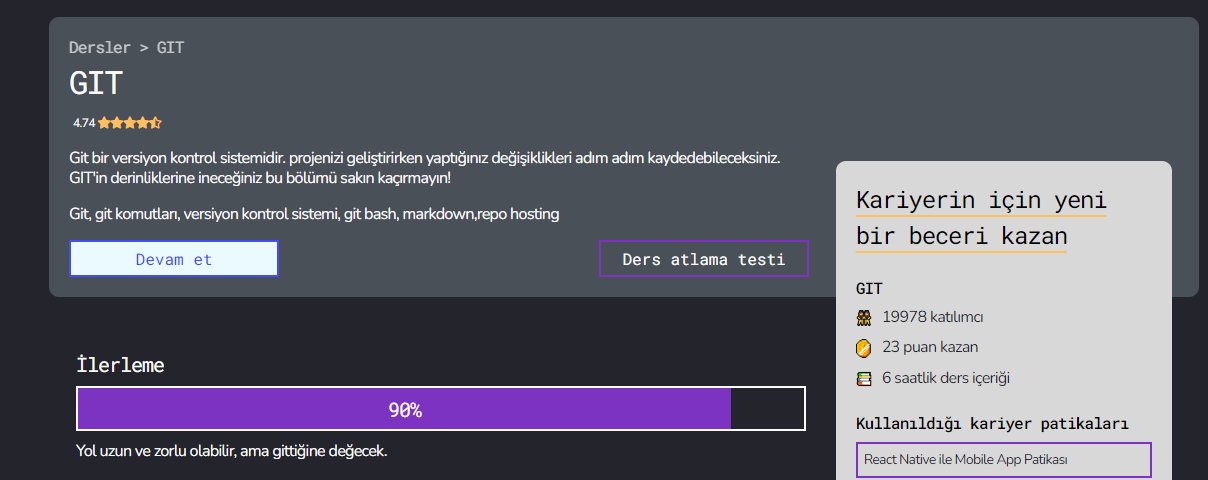 Dersler > GIT
GIT
4.74
Git bir versiyon kontrol sistemidir. projenizi geliştirirken yaptığınız değişiklikleri adım adım kaydedebileceksiniz.
GIT'in derinliklerine ineceğiniz bu bölümü sakın kaçırmayın!
Git, git komutları, versiyon kontrol sistemi, git bash, markdown,repo hosting
Devam et
Ders atlama testi
İlerleme
90%
Yol uzun ve zorlu olabilir, ama gittiğine değecek.
Kariyerin için yeni
bir beceri kazan
GIT
19978 katılımcı
23 puan kazan
6 saatlik ders içeriği
Kullanıldığı kariyer patikaları
React Native ile Mobile App Patikası